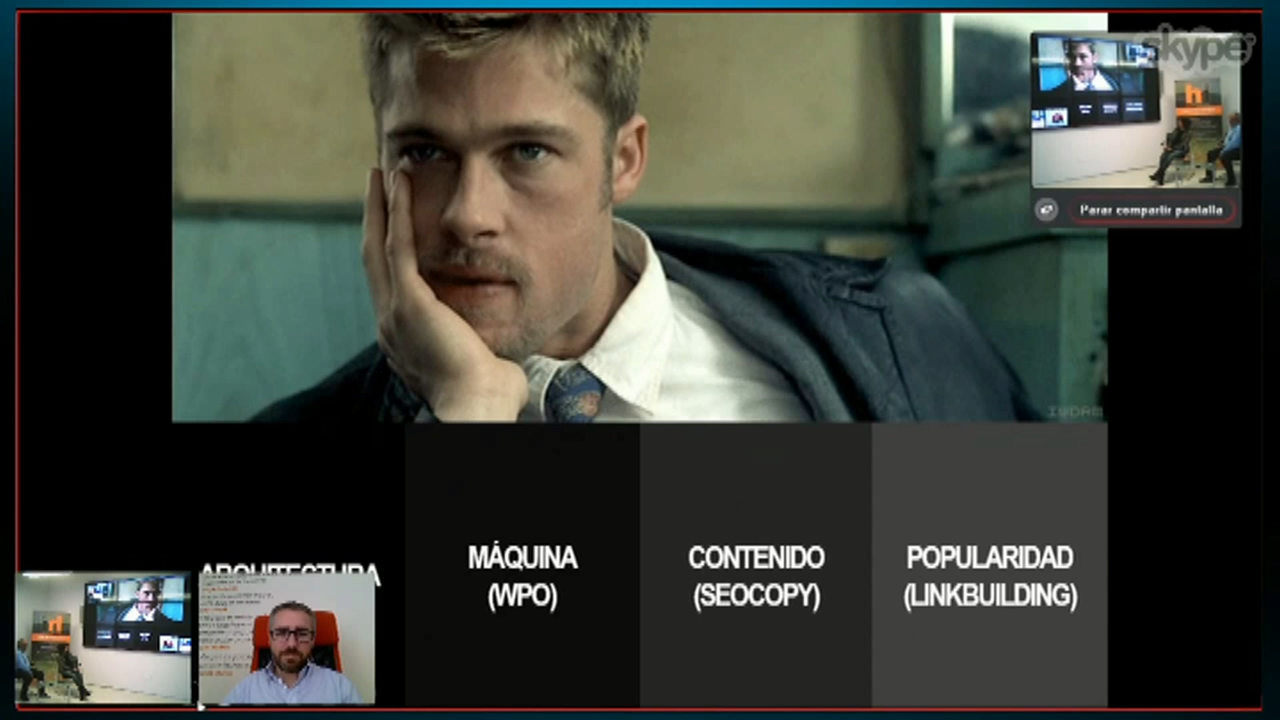 skype
Parar compartir pantalla
ARQUITECTURA
MÁQUINA
(WPO)
CONTENIDO
(SEOCOPY)
POPULARIDAD
(LINKBUILDING)